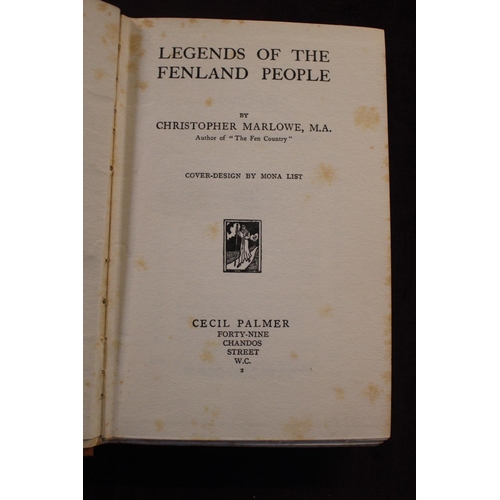 LEGENDS OF THE
FENLAND PEOPLE
BY
CHRISTOPHER MARLOWE, M.A.
Author of "The Fen Country"
COVER-DESIGN BY MONA LIST
CECIL PALMER
FORTY-NINE
CHANDOS
STREET
W.C.
2